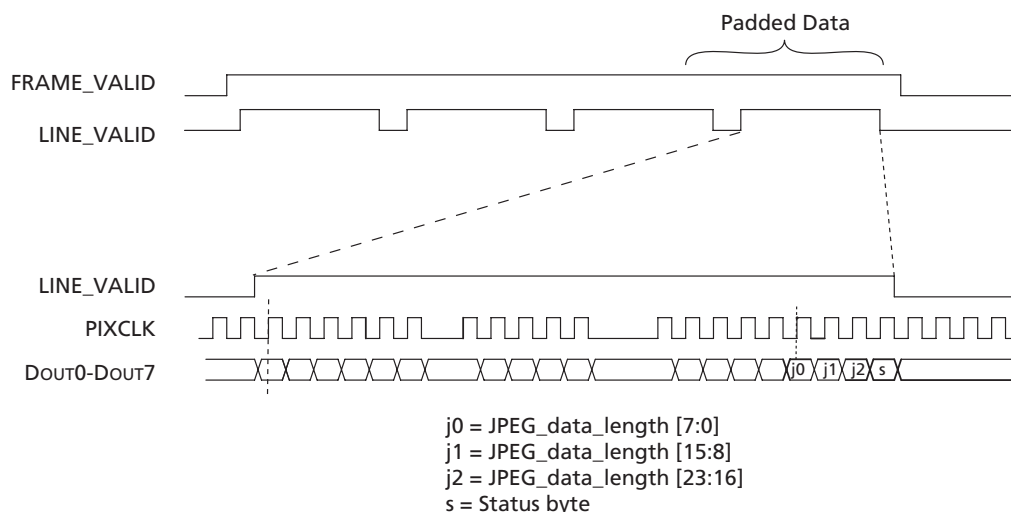 Padded Data
FRAME_VALID
LINE_VALID
LINE_VALID
PIXCLK
DOUT0-DOUT7
j0 j1 j2 s
j0 = JPEG_data_length [7:0]
j1 = JPEG_data_length [15:8]
j2 = JPEG_data_length [23:16]
s = Status byte